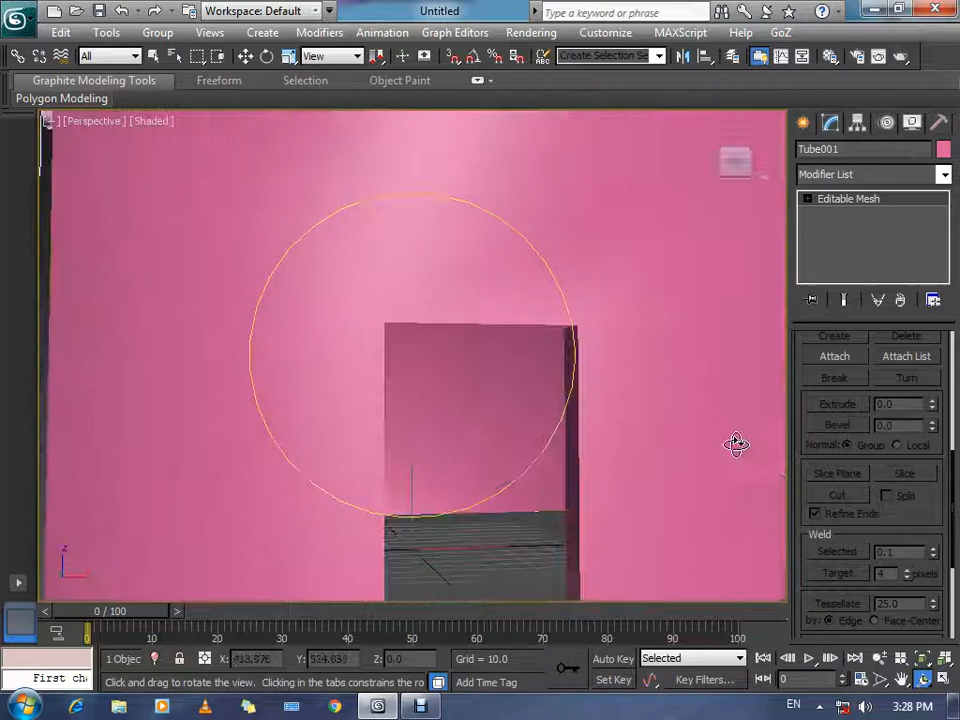 Workspace: Default
Untitled
Type a keyword or phrase
Edit Tools Group Views Create Modifiers Animation Graph Editors Rendering Customize MAXScript Help GoZ
All
View
Create Selection Se
Graphite Modeling Tools Freeform Selection Object Paint
Polygon Modeling
[Perspective] [Shaded]
Tube001
Modifier List
Editable Mesh
Create Delete
Attach Attach List
Break Turn
Extrude 0.0
Bevel 0.0
Normal: Group Local
Slice Plane Slice
Cut Split
Refine Ends
Weld
Selected 0.1
Target 4 pixels
Tessellate 25.0
by: Edge Face-Center
z
0 / 100
0 10 20 30 40 50 60 70 80 90 100
1 Objec X: Y: Z: 0.0 Grid = 10.0 Auto Key Selected
First ch Click and drag to rotate the view. Clicking in the tabs constrains the ro Add Time Tag Set Key Key Filters... 0
EN 3:28 PM